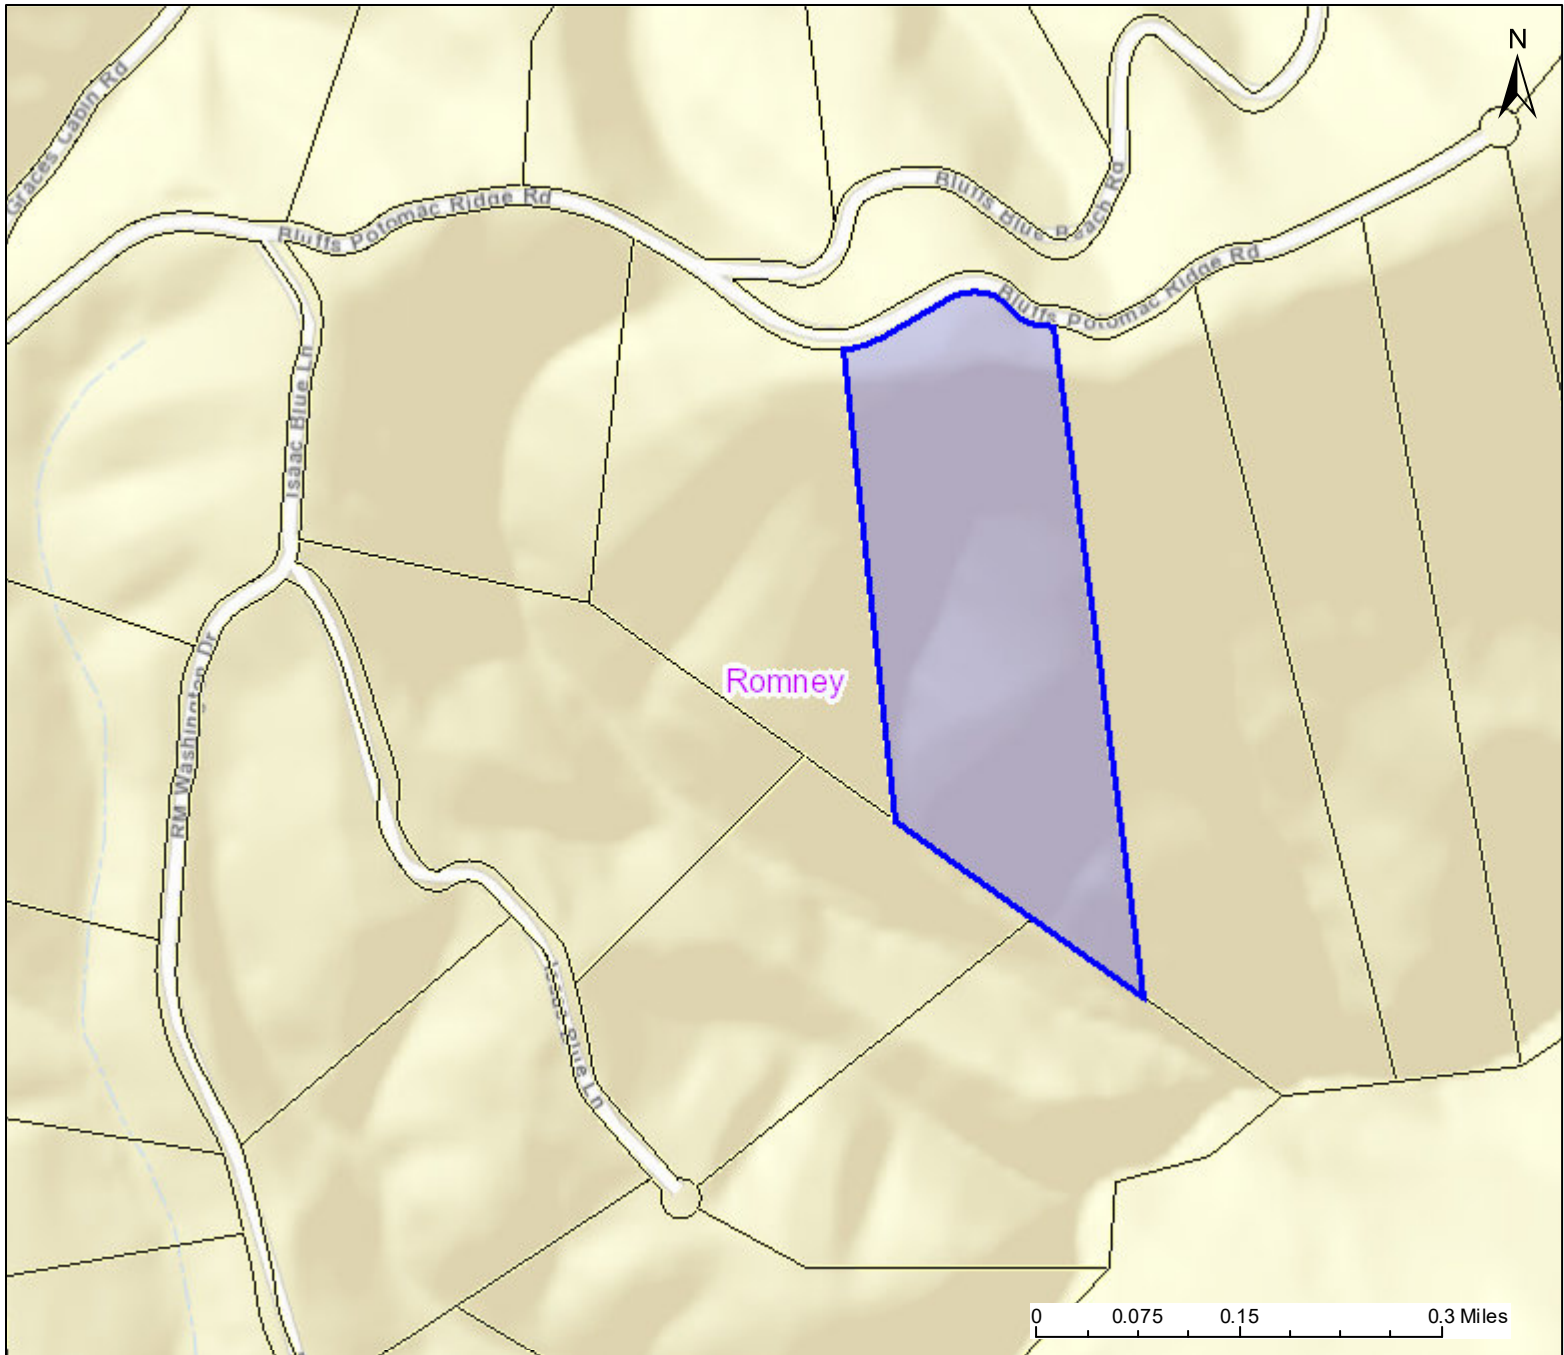 N
Graces Cabin Rd
Bluffs Potomac Ridge Rd
Bluffs Blue Beach Rd
Bluffs Potomac Ridge Rd
Isaac Blue Ln
RM Washington Dr
Romney
Isaac Blue Ln
0 0.075 0.15 0.3 Miles